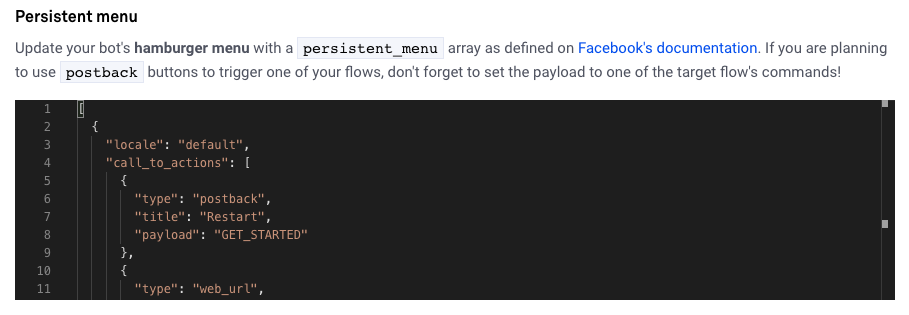 Persistent menu
Update your bot's hamburger menu with a persistent_menu array as defined on Facebook's documentation. If you are planning
to use postback buttons to trigger one of your flows, don't forget to set the payload to one of the target flow's commands!
1 [
2 {
3 "locale": "default",
4 "call_to_actions": [
5 {
6 "type": "postback",
7 "title": "Restart",
8 "payload": "GET_STARTED"
9 },
10 {
11 "type": "web_url",